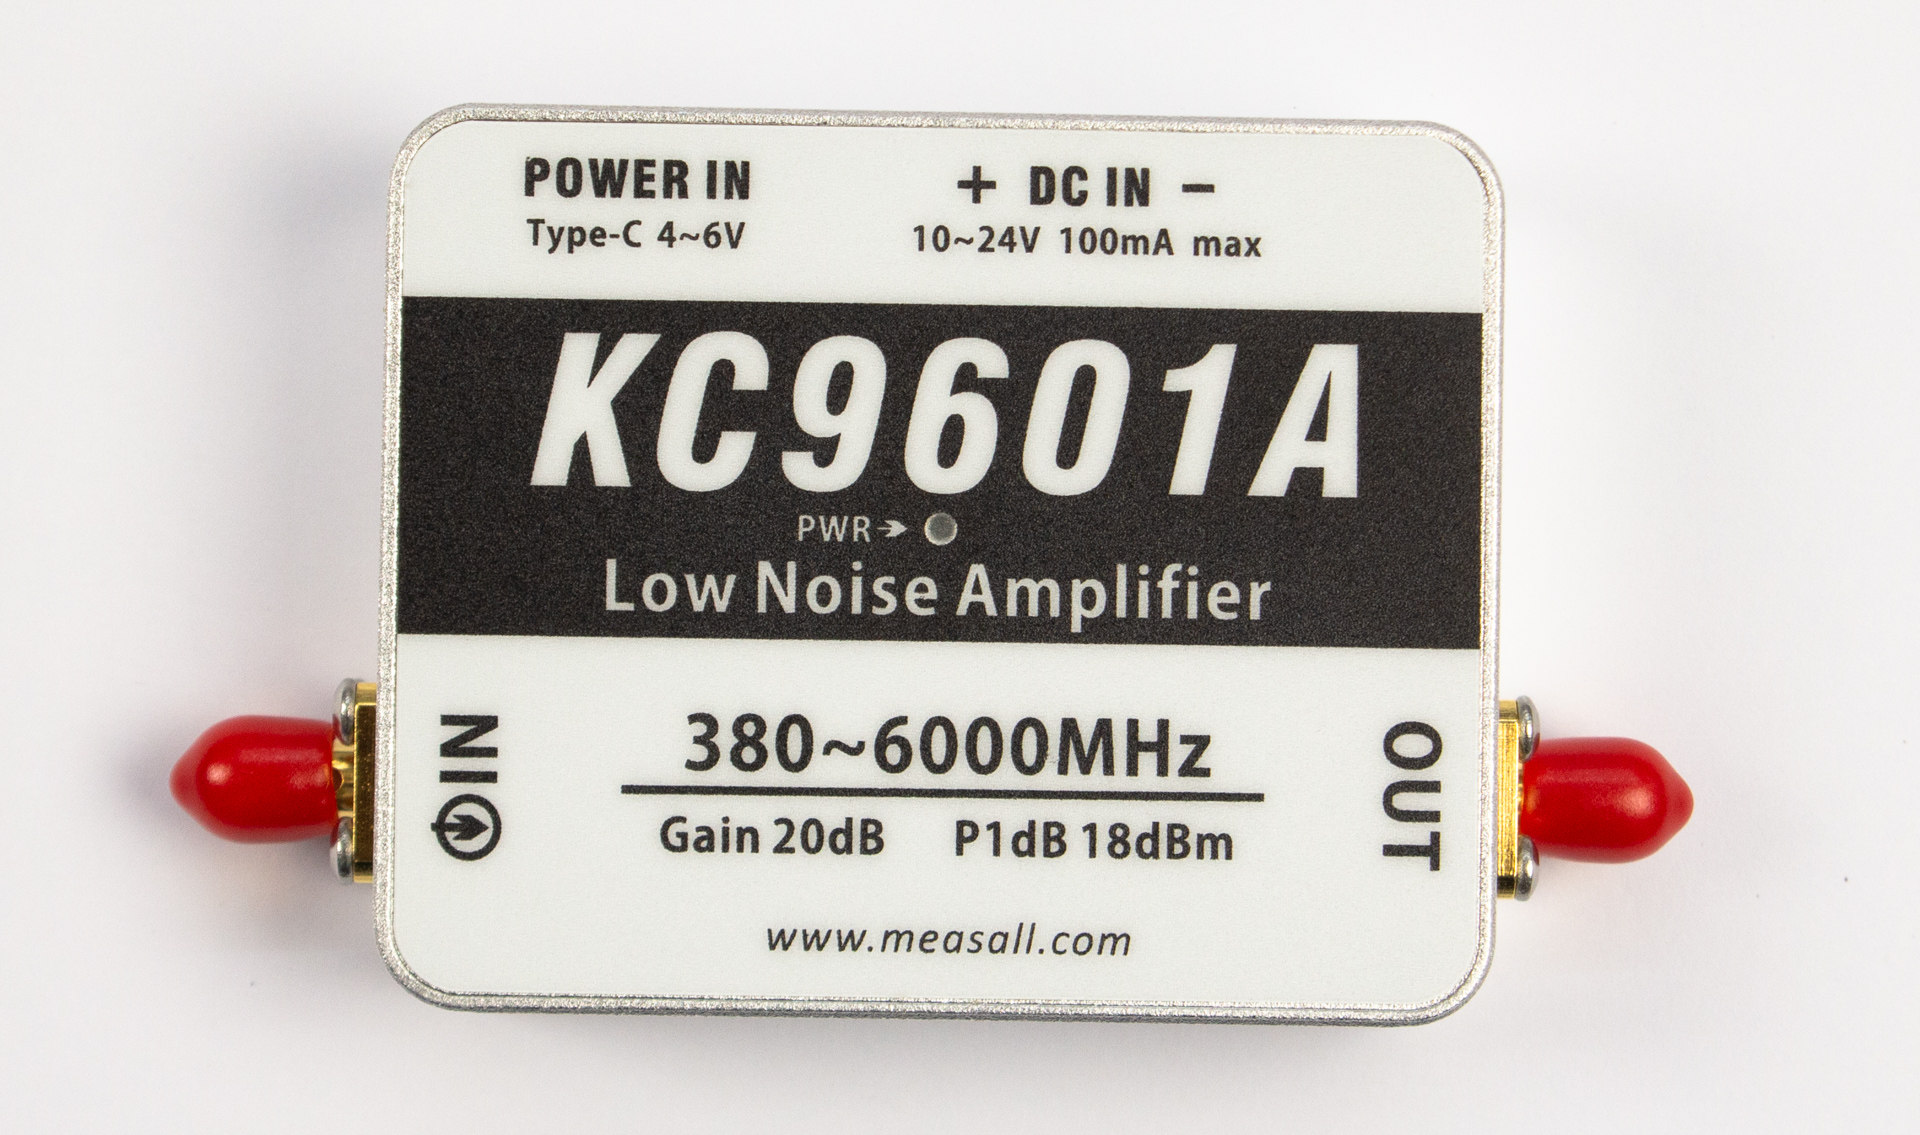 POWER IN
Type-C 4~6V
+ DC IN −
10~24V 100mA max
KC9601A
PWR
Low Noise Amplifier
IN
380~6000MHz
Gain 20dB P1dB 18dBm
OUT
www.measall.com